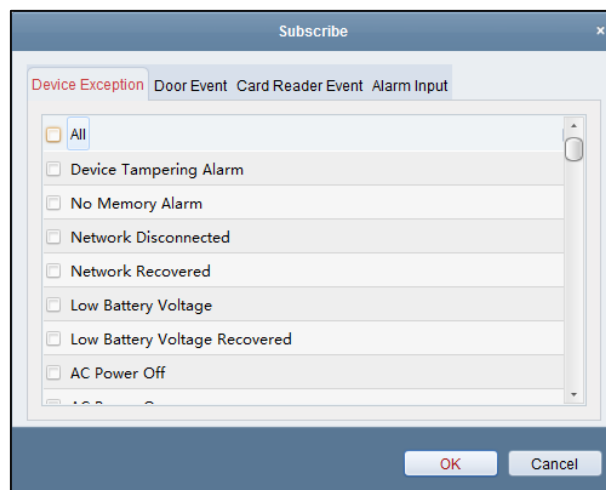 Subscribe
Device Exception Door Event Card Reader Event Alarm Input
All
Device Tampering Alarm
No Memory Alarm
Network Disconnected
Network Recovered
Low Battery Voltage
Low Battery Voltage Recovered
AC Power Off
OK Cancel